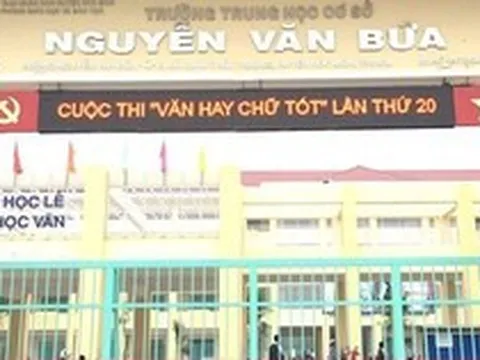 TRƯỜNG TRUNG HỌC CƠ SỞ
NGUYỄN VĂN BỨA
CUỘC THI "VĂN HAY CHỮ TỐT" LẦN THỨ 20
HỌC LỄ
HỌC VĂN